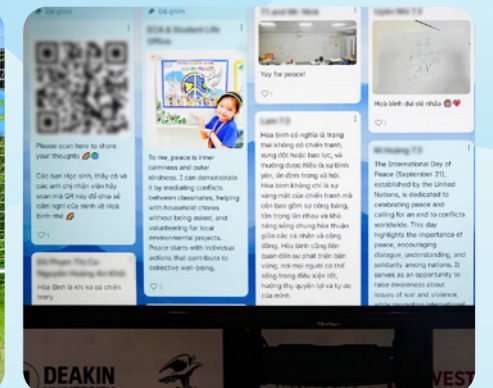 Đã ghim
Please scan here to share
your thoughts
Các bạn Học sinh, thầy cô và
các anh chị nhân viên hãy
scan mã QR này để chia sẻ
cảm nghĩ của mình về Hoà
bình nhé
Hòa Bình là khi ko có chiến
tranh
Đã ghim
Office
To me, peace is inner
calmness and outer
kindness. I can demonstrate
it by mediating conflicts
between classmates, helping
with household chores
without being asked, and
volunteering for local
environmental projects.
Peace starts with individual
actions that contribute to
collective well-being.
Yay for peace!
Hòa bình có nghĩa là trạng
thái không có chiến tranh,
xung đột hoặc bạo lực, và
thường được hiểu là sự bình
yên, ổn định trong xã hội.
Hòa bình không chỉ là sự
vắng mặt của chiến tranh mà
còn bao gồm sự công bằng,
tôn trọng lẫn nhau và khả
năng sống chung hòa thuận
giữa các cá nhân và cộng
đồng. Hòa bình cũng liên
quan đến sự phát triển bền
vững, nơi mọi người có thể
sống trong điều kiện tốt,
hưởng thụ quyền lợi và tự do
của mình.
The International Day of
Peace (September 21),
established by the United
Nations, is dedicated to
celebrating peace and
calling for an end to conflicts
worldwide. This day
highlights the importance of
peace, encouraging
dialogue, understanding, and
solidarity among nations. It
serves as an opportunity to
raise awareness about
issues of war and violence,
while promoting international
ViewSonic
DEAKIN
WEST